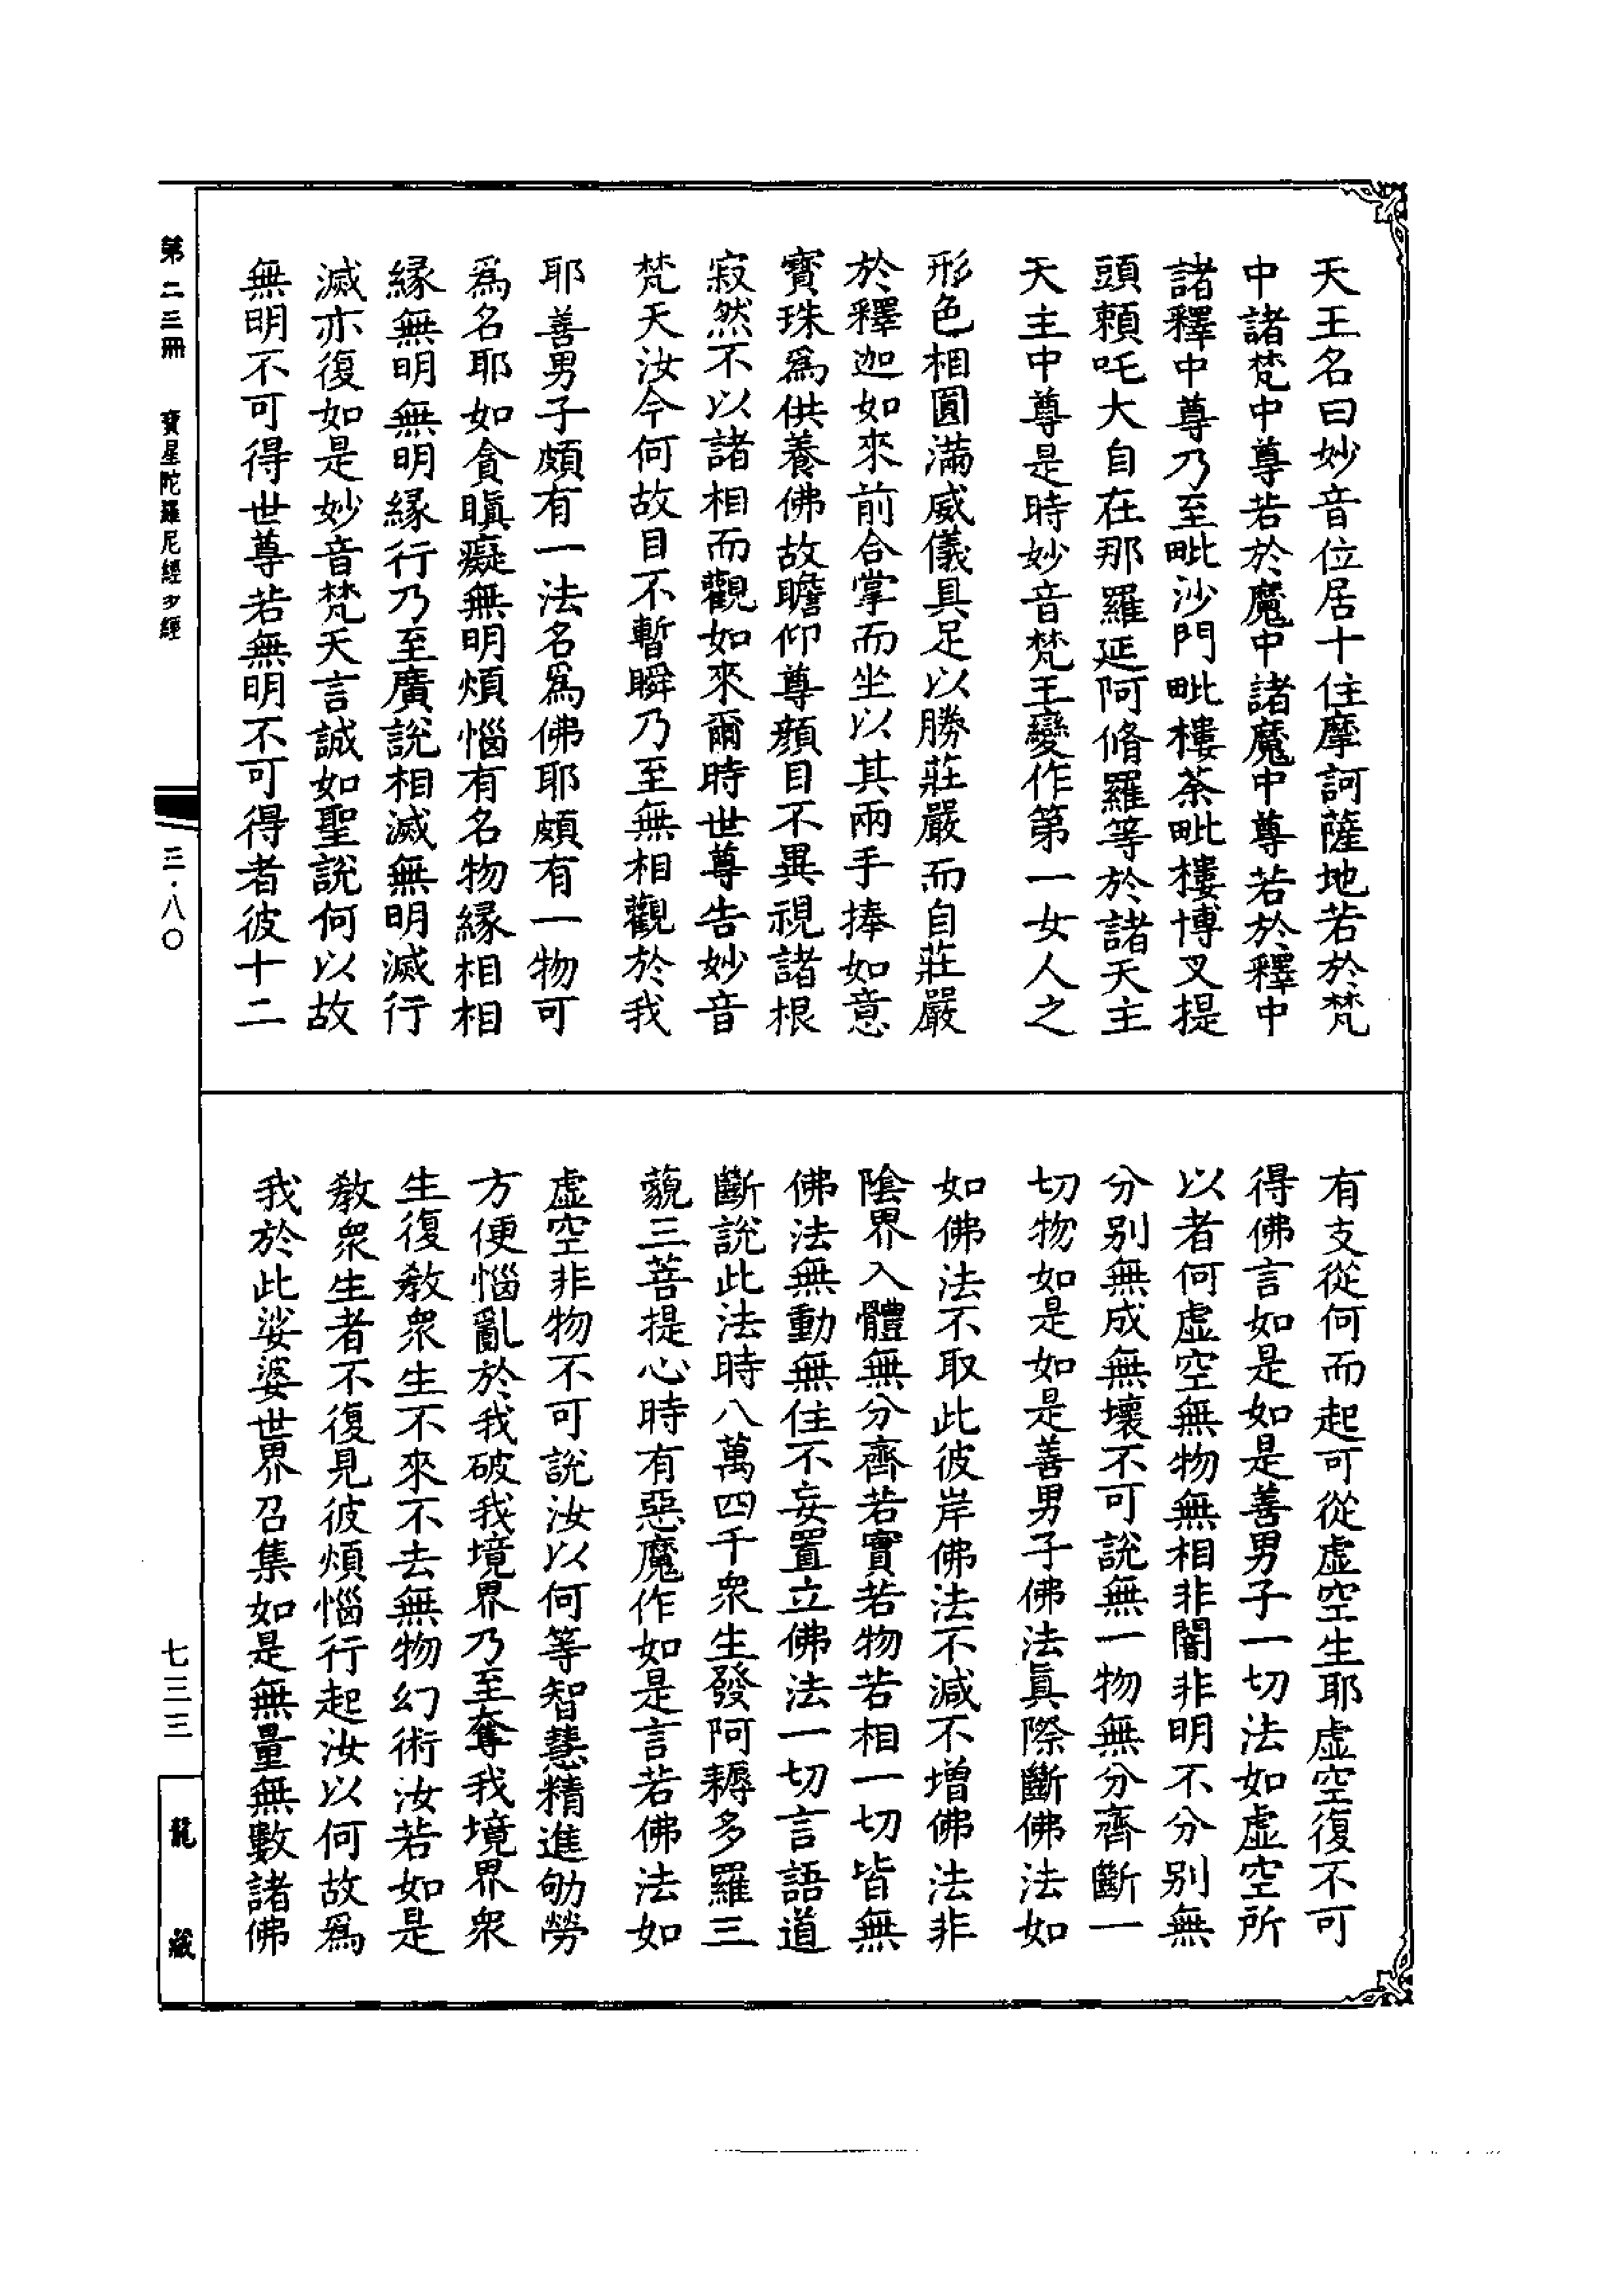 天王名曰妙音位居十住摩訶薩地若於梵
中諸梵中尊若於魔中諸魔中尊若於釋中
諸釋中尊乃至毗沙門毗樓荼毗樓博叉提
頭賴吒大自在那羅延阿脩羅等於諸天主
天主中尊是時妙音梵王變作第一女人之
形色相圓滿威儀具足以勝莊嚴而自莊嚴
於釋迦如來前合掌而坐以其兩手捧如意
寶珠爲供養佛故瞻仰尊顔目不異視諸根
寂然不以諸相而觀如來爾時世尊告妙音
梵天汝今何故目不暫瞬乃至無相觀於我
耶善男子頗有一法名爲佛耶頗有一物可
爲名耶如貪瞋癡無明煩惱有名物緣相相
緣無明無明緣行乃至廣說相滅無明滅行
滅亦復如是妙音梵天言誠如聖說何以故
無明不可得世尊若無明不可得者彼十二
有支從何而起可從虛空生耶虛空復不可
得佛言如是如是善男子一切法如虛空所
以者何虛空無物無相非闇非明不分別無
分別無成無壞不可說無一物無分齊斷一
切物如是如是善男子佛法眞際斷佛法如
如佛法不取此彼岸佛法不減不增佛法非
陰界入體無分齊若實若物若相一切皆無
佛法無動無住不妄置立佛法一切言語道
斷說此法時八萬四千衆生發阿耨多羅三
藐三菩提心時有惡魔作如是言若佛法如
虛空非物不可說汝以何等智慧精進劬勞
方便惱亂於我破我境界乃至奪我境界衆
生復敎衆生不來不去無物幻術汝若如是
敎衆生者不復見彼煩惱行起汝以何故爲
我於此娑婆世界召集如是無量無數諸佛
第二三冊 寶星陀羅尼經 少經
三·八〇
七三三
龍藏